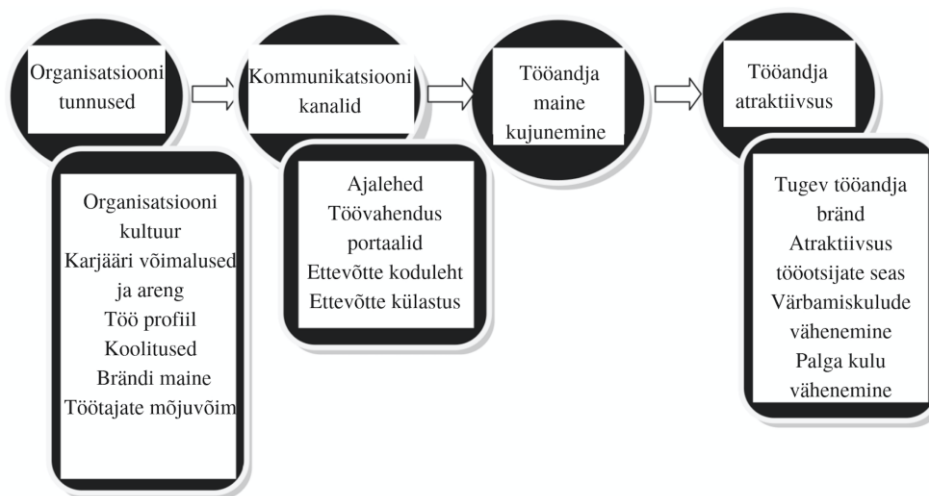 Organisatsiooni
tunnused
Kommunikatsiooni
kanalid
Tööandja
maine
kujunemine
Tööandja
atraktiivsus
Organisatsiooni
kultuur
Karjääri võimalused
ja areng
Töö profiil
Koolitused
Brändi maine
Töötajate mõjuvõim
Ajalehed
Töövahendus
portaalid
Ettevõtte koduleht
Ettevõtte külastus
Tugev tööandja
bränd
Atraktiivsus
tööotsijate seas
Värbamiskulude
vähenemine
Palga kulu
vähenemine